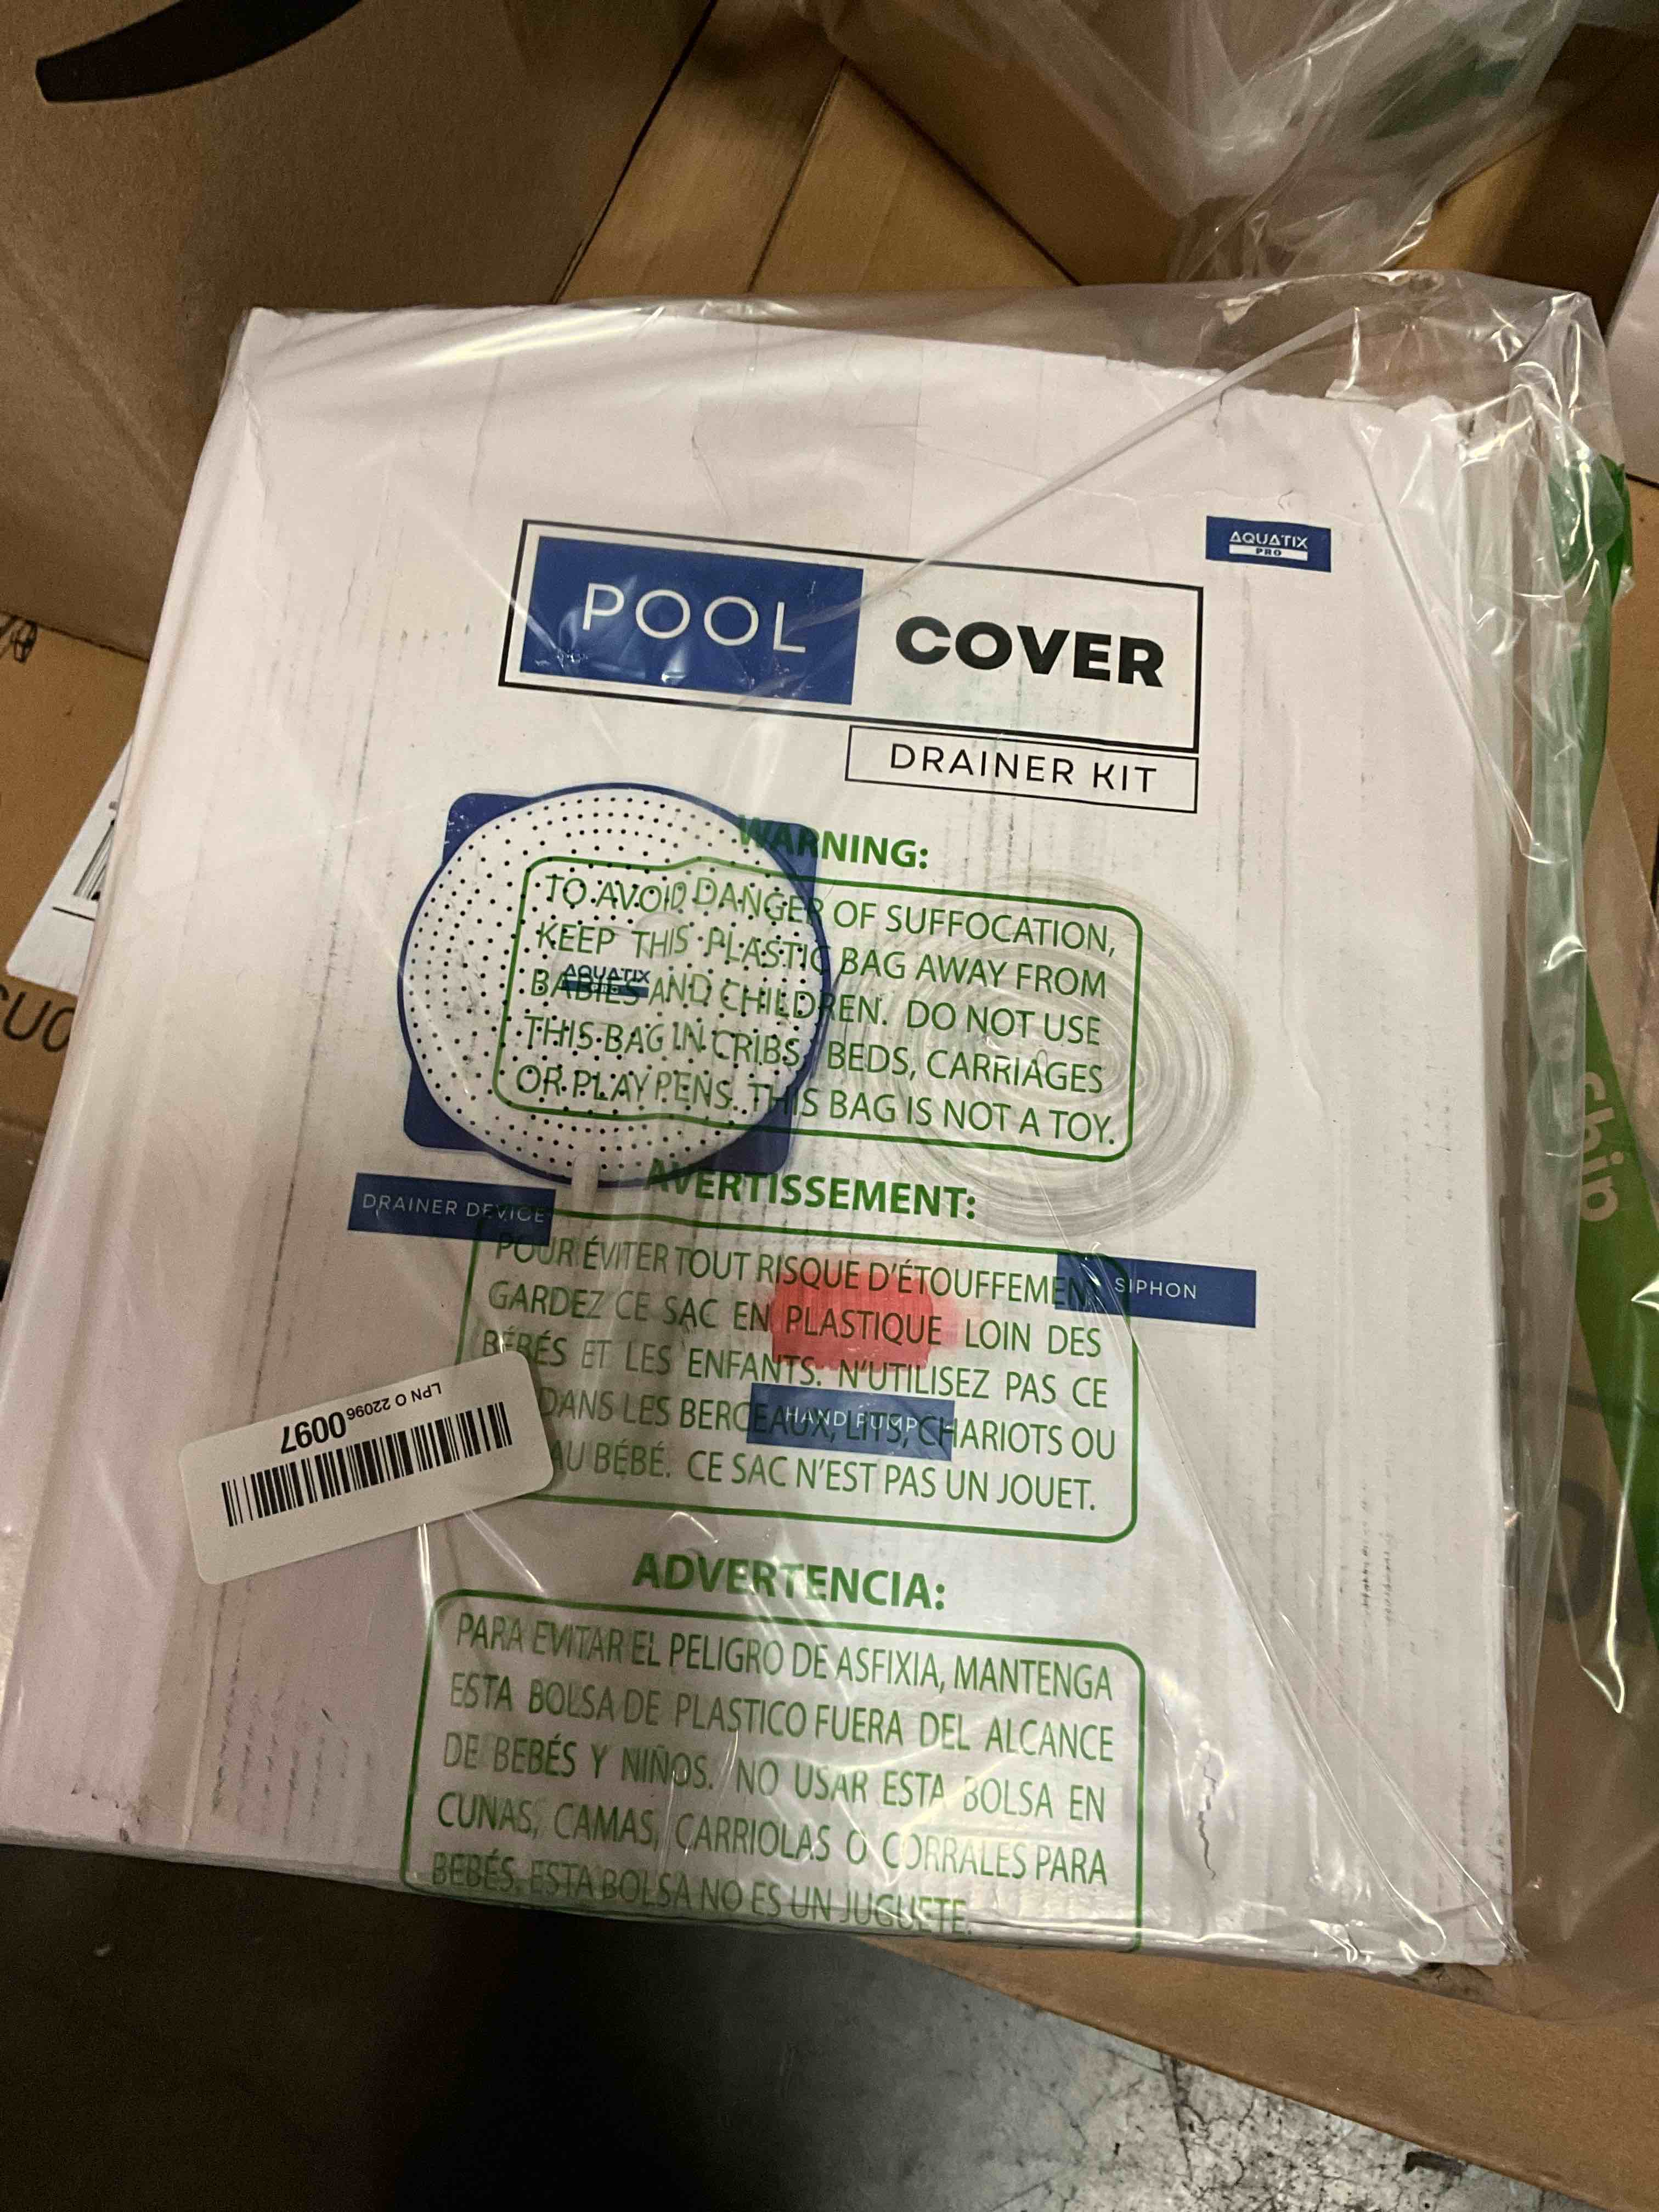 AQUATIX
PRO
POOL COVER
DRAINER KIT
WARNING:
TO AVOID DANGER OF SUFFOCATION,
KEEP THIS PLASTIC BAG AWAY FROM
BABIES AND CHILDREN. DO NOT USE
THIS BAG IN CRIBS, BEDS, CARRIAGES
OR PLAY PENS. THIS BAG IS NOT A TOY.
AQUATIX
PRO
AVERTISSEMENT:
DRAINER DEVICE
POUR ÉVITER TOUT RISQUE D'ÉTOUFFEMENT
GARDEZ CE SAC EN PLASTIQUE LOIN DES
BÉBÉS ET LES ENFANTS. N'UTILISEZ PAS CE
DANS LES BERCEAUX, LITS, CHARIOTS OU
AU BÉBÉ. CE SAC N'EST PAS UN JOUET.
SIPHON
HAND PUMP
LPN O 22096 0097
ADVERTENCIA:
PARA EVITAR EL PELIGRO DE ASFIXIA, MANTENGA
ESTA BOLSA DE PLASTICO FUERA DEL ALCANCE
DE BEBÉS Y NIÑOS. NO USAR ESTA BOLSA EN
CUNAS, CAMAS, CARRIOLAS O CORRALES PARA
BEBÉS. ESTA BOLSA NO ES UN JUGUETE.
Ship